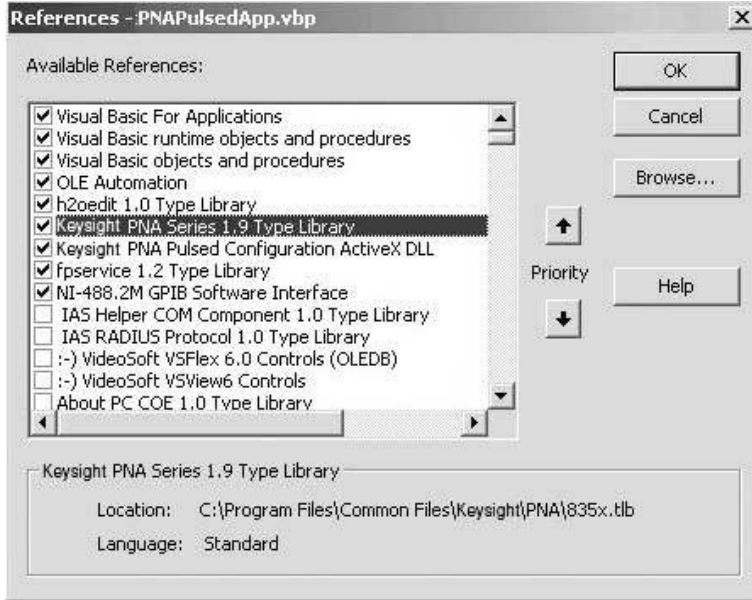 References - PNAPulsedApp.vbp
Available References:
Visual Basic For Applications
Visual Basic runtime objects and procedures
Visual Basic objects and procedures
OLE Automation
h2oedit 1.0 Type Library
Keysight PNA Series 1.9 Type Library
Keysight PNA Pulsed Configuration ActiveX DLL
fpservice 1.2 Type Library
NI-488.2M GPIB Software Interface
IAS Helper COM Component 1.0 Type Library
IAS RADIUS Protocol 1.0 Type Library
:-) VideoSoft VSFlex 6.0 Controls (OLEDB)
:-) VideoSoft VSView6 Controls
About PC COE 1.0 Type Library
Priority
OK
Cancel
Browse...
Help
Keysight PNA Series 1.9 Type Library
Location: C:\Program Files\Common Files\Keysight\PNA\835x.tlb
Language: Standard